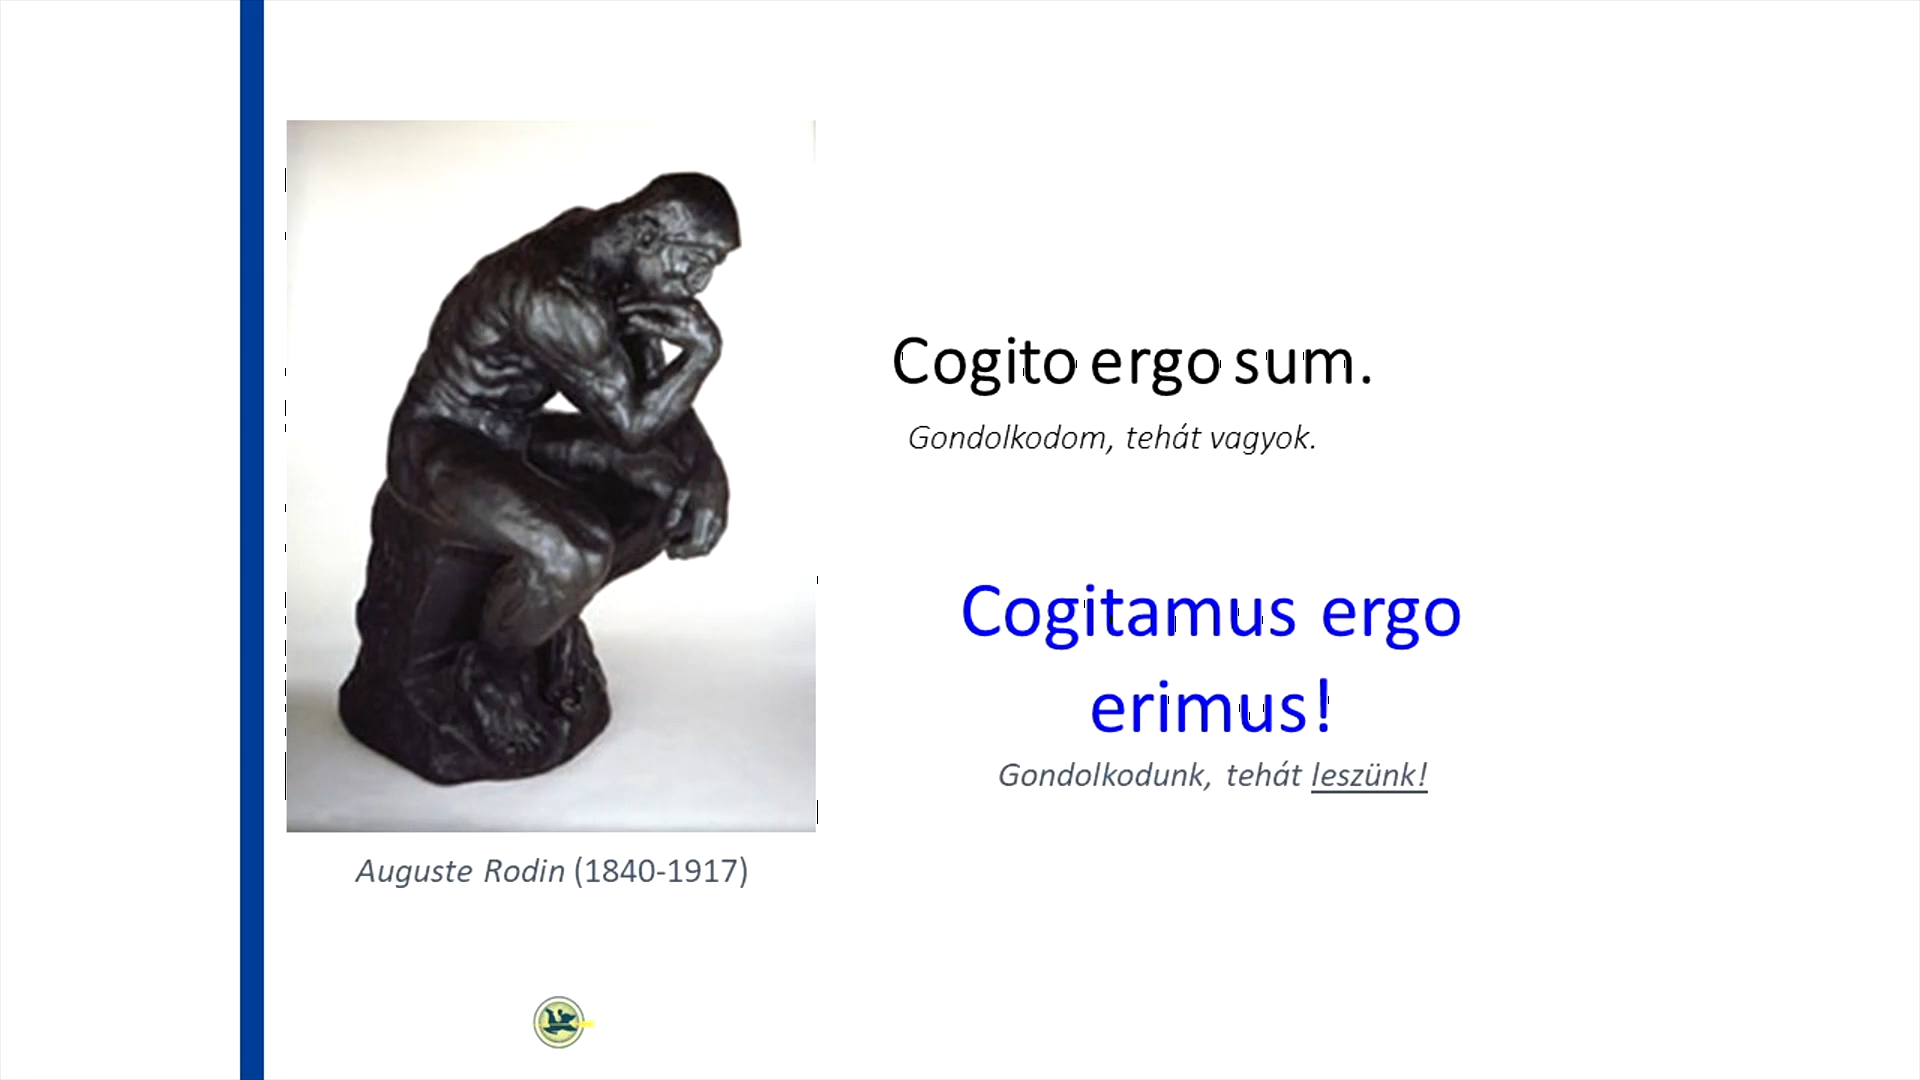 Cogito ergo sum.
Gondolkodom, tehát vagyok.
Cogitamus ergo
erimus!
Gondolkodunk, tehát leszünk!
Auguste Rodin (1840-1917)